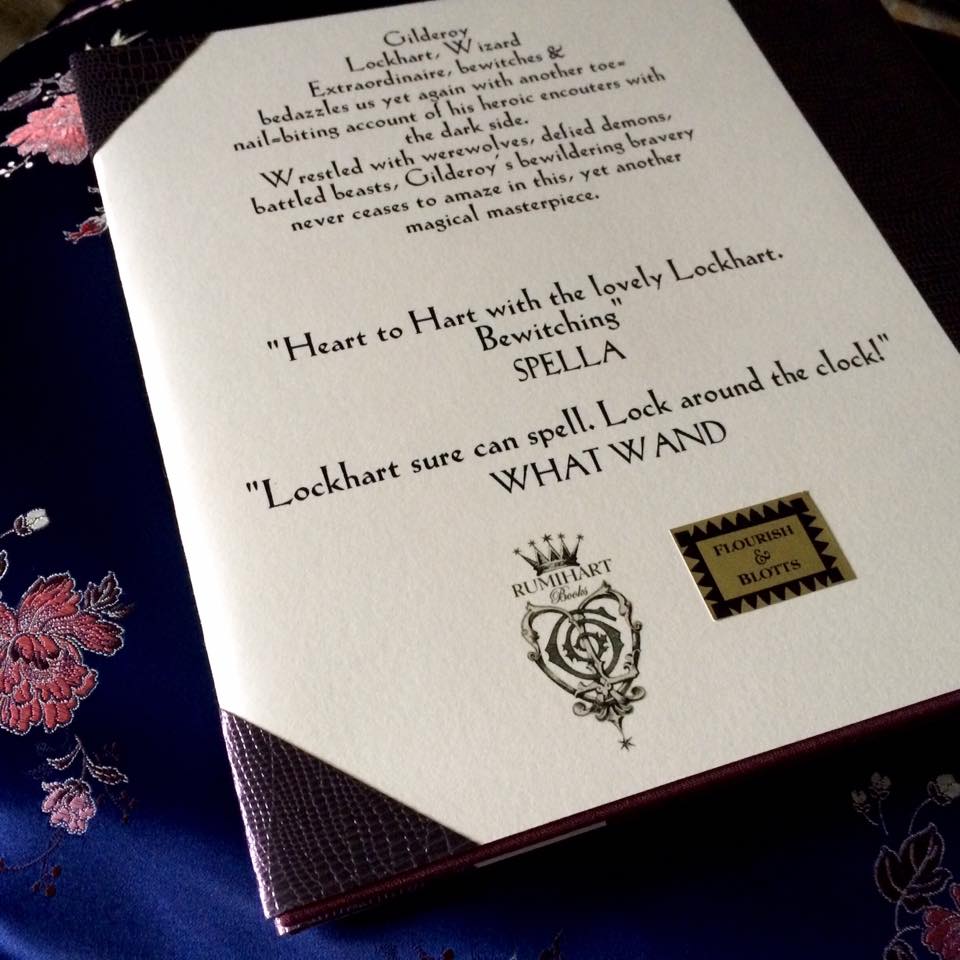 Gilderoy
Lockhart, Wizard
Extraordinaire, bewitches &
bedazzles us yet again with another toe=
nail=biting account of his heroic encouters with
the dark side.
Wrestled with werewolves, defied demons,
battled beasts, Gilderoy's bewildering bravery
never ceases to amaze in this, yet another
magical masterpiece.
"Heart to Hart with the lovely Lockhart.
Bewitching"
SPELLA
"Lockhart sure can spell. Lock around the clock!"
WHAT WAND
RUMIHART
Books
FLOURISH
&
BLOTTS